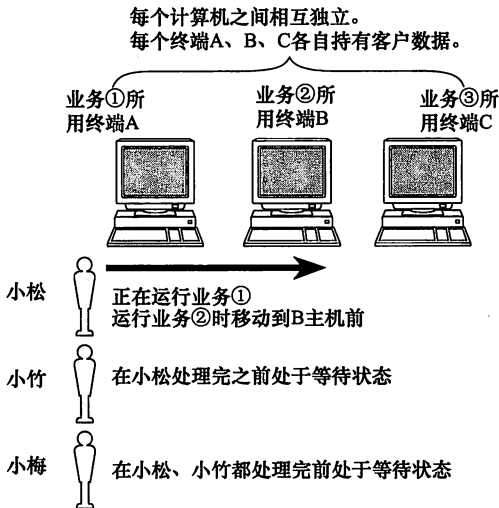 每个计算机之间相互独立。
每个终端A、B、C各自持有客户数据。
业务①所
用终端A
业务②所
用终端B
业务③所
用终端C
小松
正在运行业务①
运行业务②时移动到B主机前
小竹
在小松处理完之前处于等待状态
小梅
在小松、小竹都处理完前处于等待状态